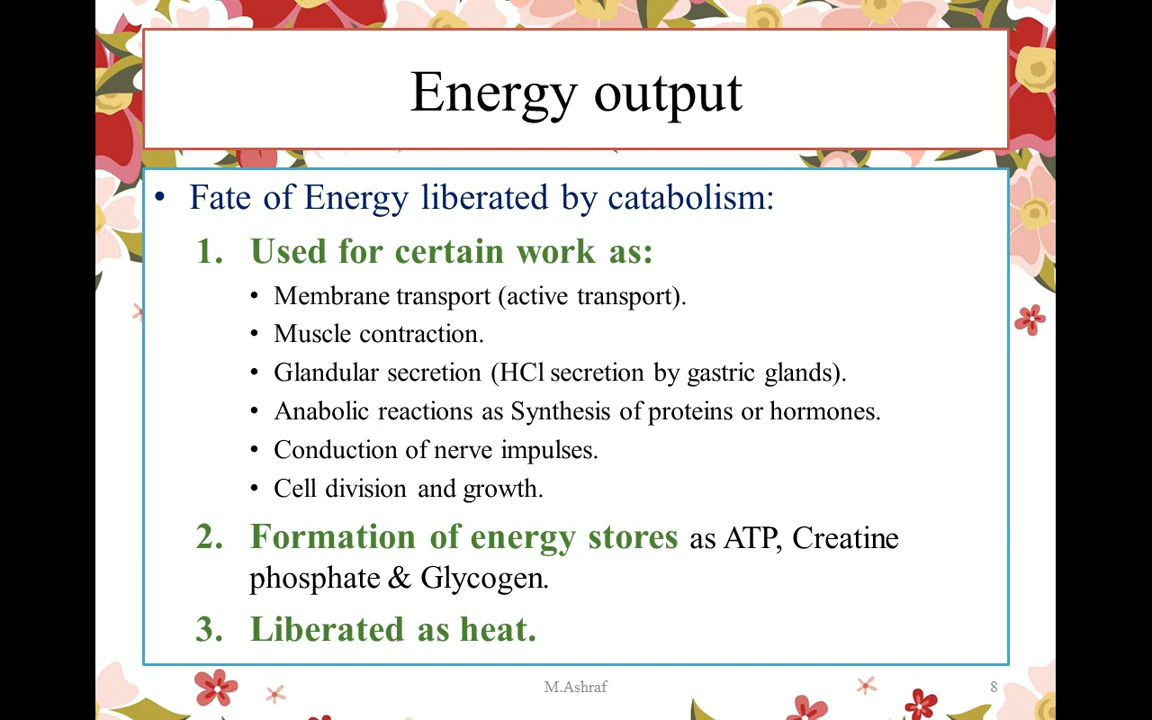 Energy output
• Fate of Energy liberated by catabolism:
1. Used for certain work as:
• Membrane transport (active transport).
• Muscle contraction.
• Glandular secretion (HCl secretion by gastric glands).
• Anabolic reactions as Synthesis of proteins or hormones.
• Conduction of nerve impulses.
• Cell division and growth.
2. Formation of energy stores as ATP, Creatine
phosphate & Glycogen.
3. Liberated as heat.
M.Ashraf
8